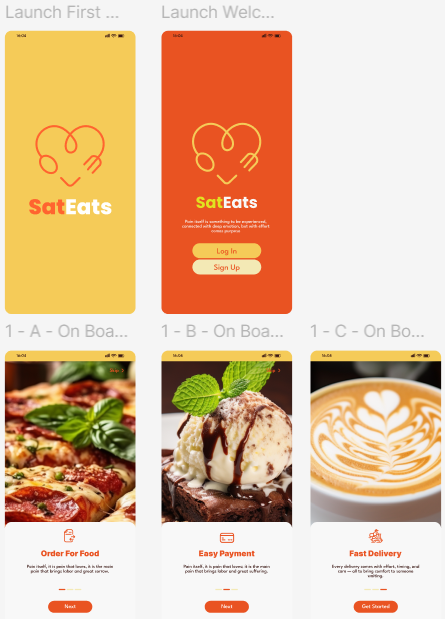 Launch First ...
Launch Welc...
16:04
16:04
SatEats
SatEats
Pain itself is something to be experienced,
connected with deep emotion, but with effort
comes purpose
Log In
Sign Up
1 - A - On Boa...
1 - B - On Boa...
1 - C - On Bo...
16:04
16:04
16:04
Order For Food
Pain itself, it is pain that loves, it is the main
pain that brings labor and great sorrow.
Next
Easy Payment
Pain itself, it is pain that loves, it is the main
pain that brings labor and great suffering.
Next
Fast Delivery
Every delivery comes with effort, timing, and
care — all to bring comfort to someone
waiting.
Get Started